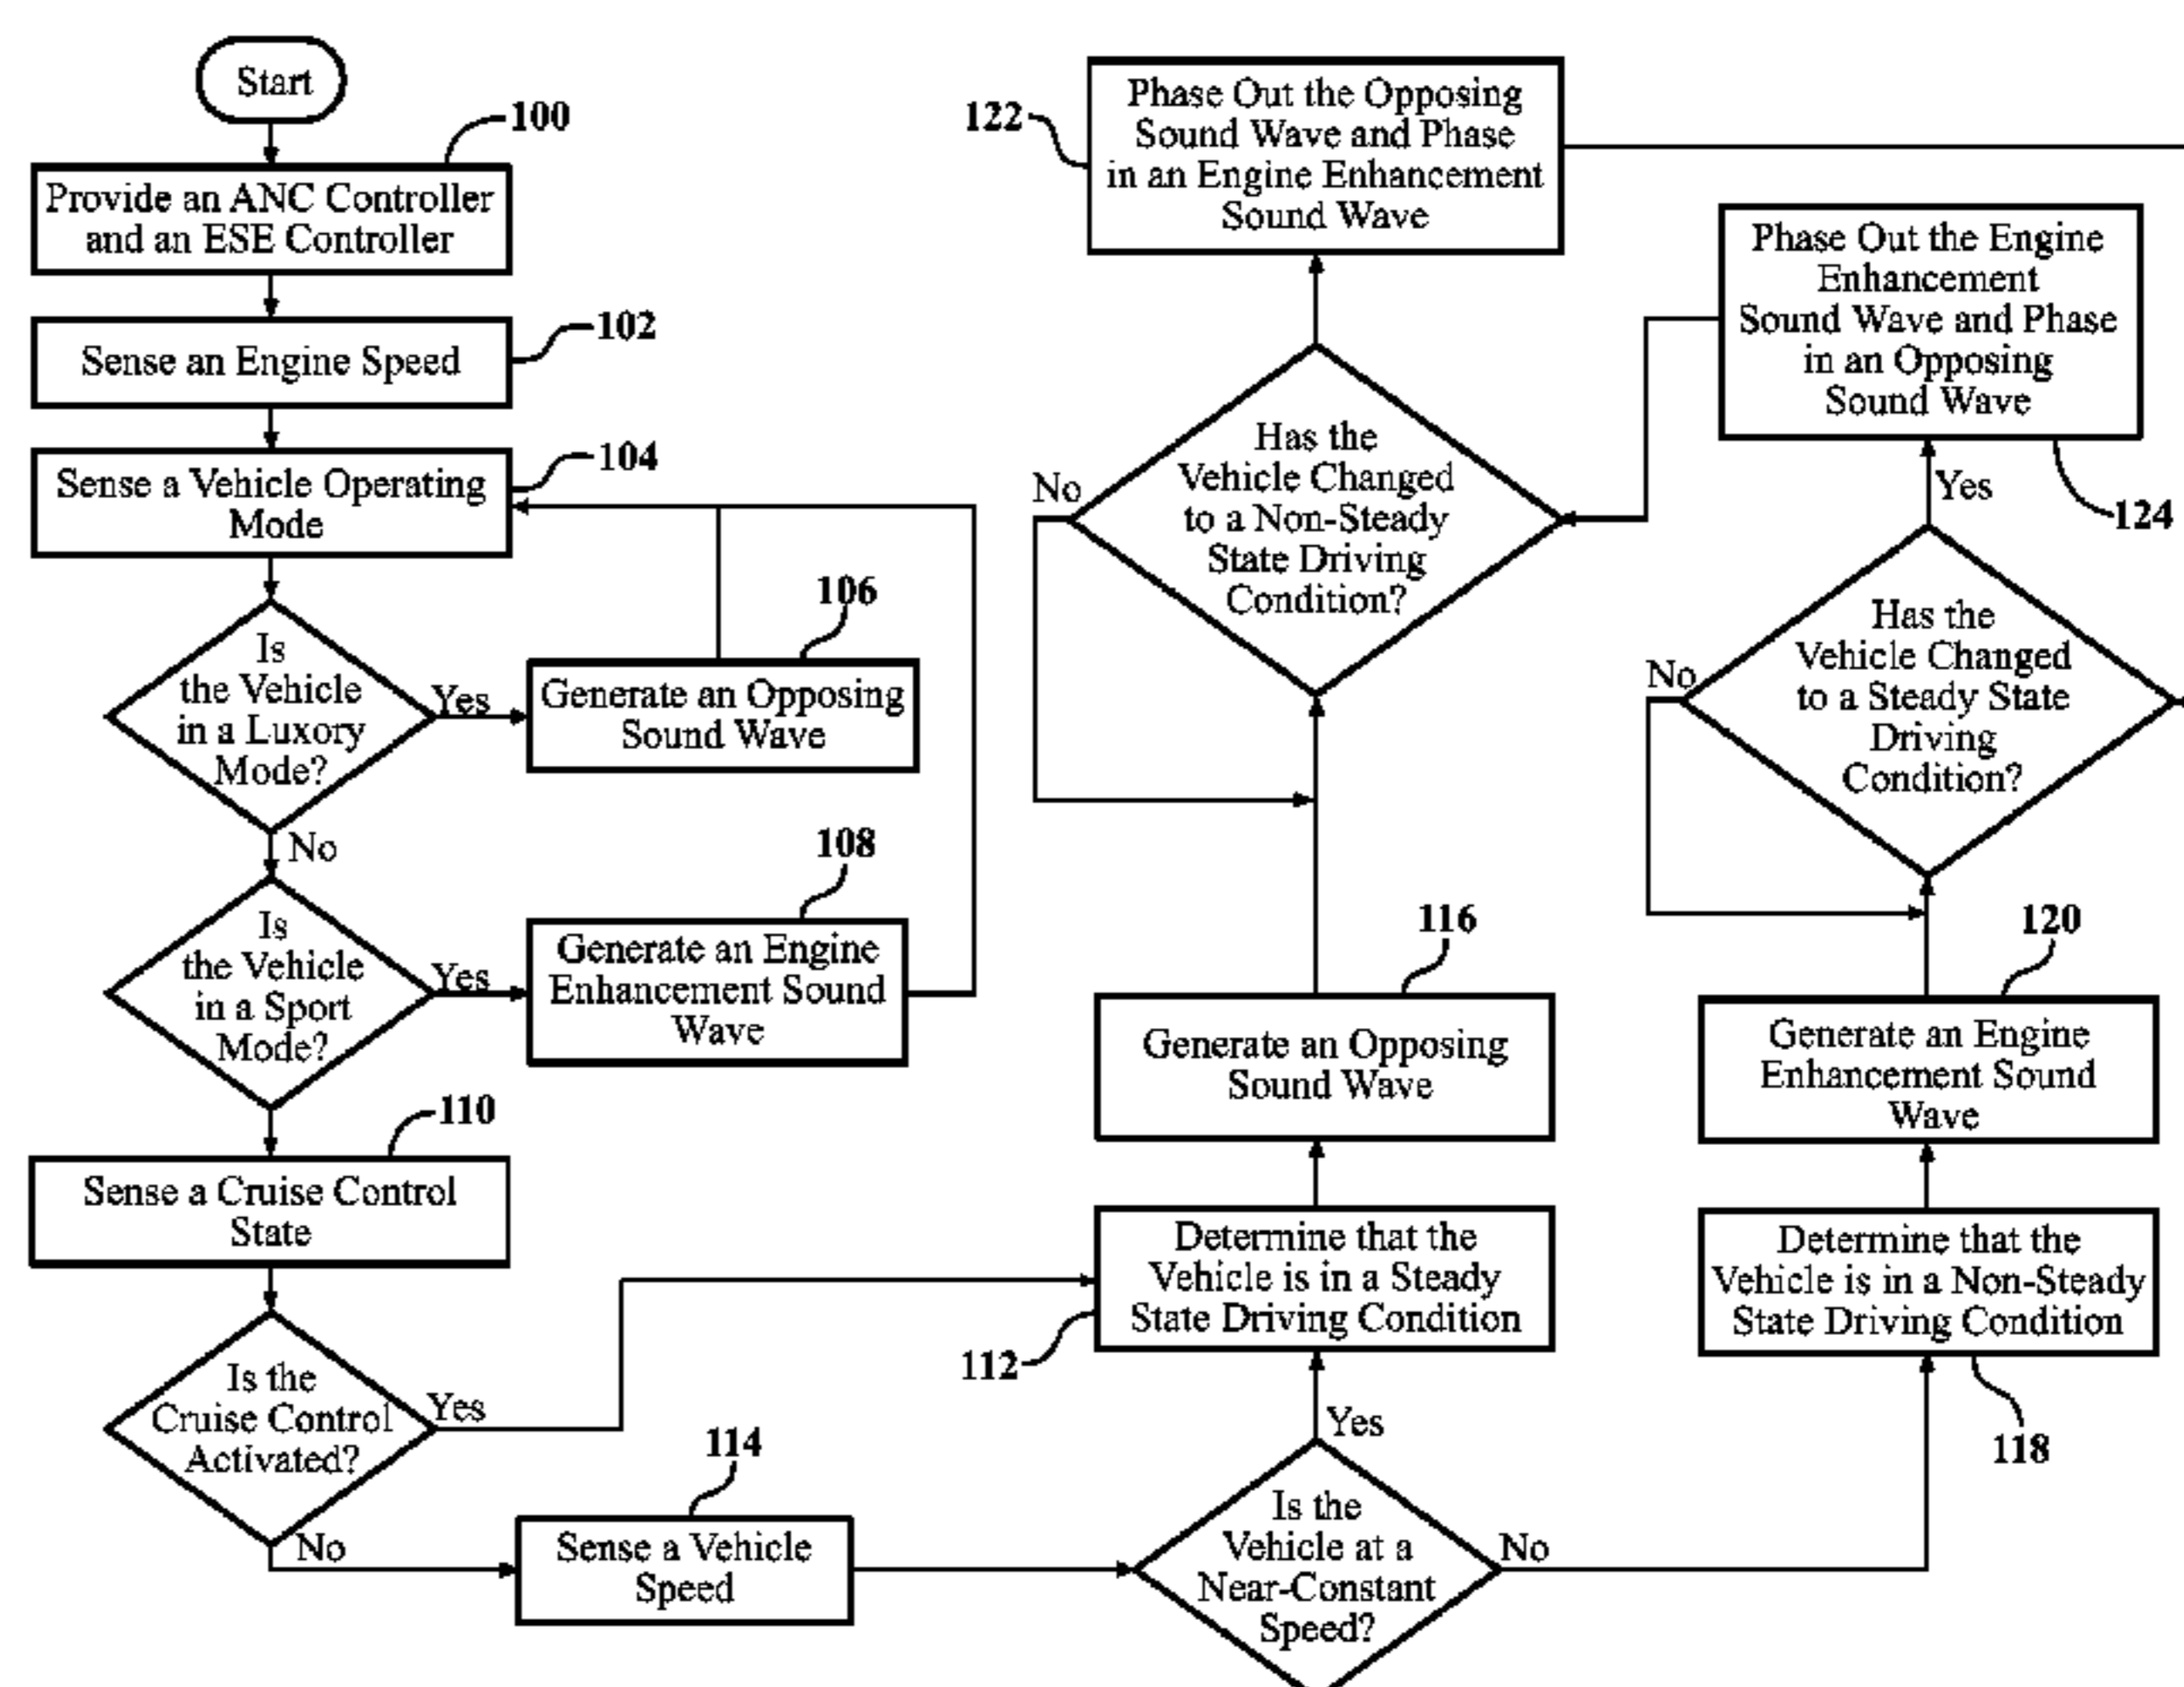 Start
100
Provide an ANC Controller
and an ESE Controller
102
Sense an Engine Speed
104
Sense a Vehicle Operating
Mode
Is
the Vehicle
in a Luxory
Mode?
Yes
106
Generate an Opposing
Sound Wave
No
Is
the Vehicle
in a Sport
Mode?
Yes
108
Generate an Engine
Enhancement Sound
Wave
110
Sense a Cruise Control
State
Is the
Cruise Control
Activated?
Yes
No
114
Sense a Vehicle
Speed
Is the
Vehicle at a
Near-Constant
Speed?
Yes
No
112
Determine that the
Vehicle is in a Steady
State Driving Condition
116
Generate an Opposing
Sound Wave
Has the
Vehicle Changed
to a Non-Steady
State Driving
Condition?
No
122
Phase Out the Opposing
Sound Wave and Phase
in an Engine Enhancement
Sound Wave
118
Determine that the
Vehicle is in a Non-Steady
State Driving Condition
120
Generate an Engine
Enhancement Sound
Wave
Has the
Vehicle Changed
to a Steady State
Driving
Condition?
No
Yes
124
Phase Out the Engine
Enhancement
Sound Wave and Phase
in an Opposing
Sound Wave